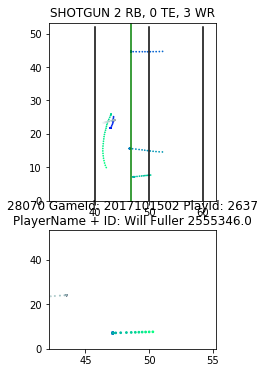 SHOTGUN 2 RB, 0 TE, 3 WR
50
40
30
20
10
0
40 50 60
28070 GameId: 2017101502 PlayId: 2637
PlayerName + ID: Will Fuller 2555346.0
40
20
0
45 50 55